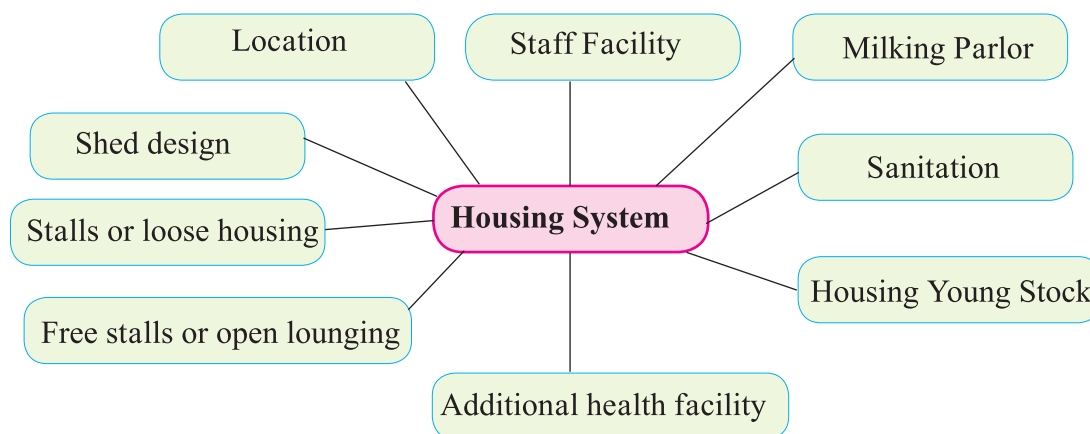 Location
Staff Facility
Milking Parlor
Shed design
Sanitation
Stalls or loose housing
Housing System
Housing Young Stock
Free stalls or open lounging
Additional health facility